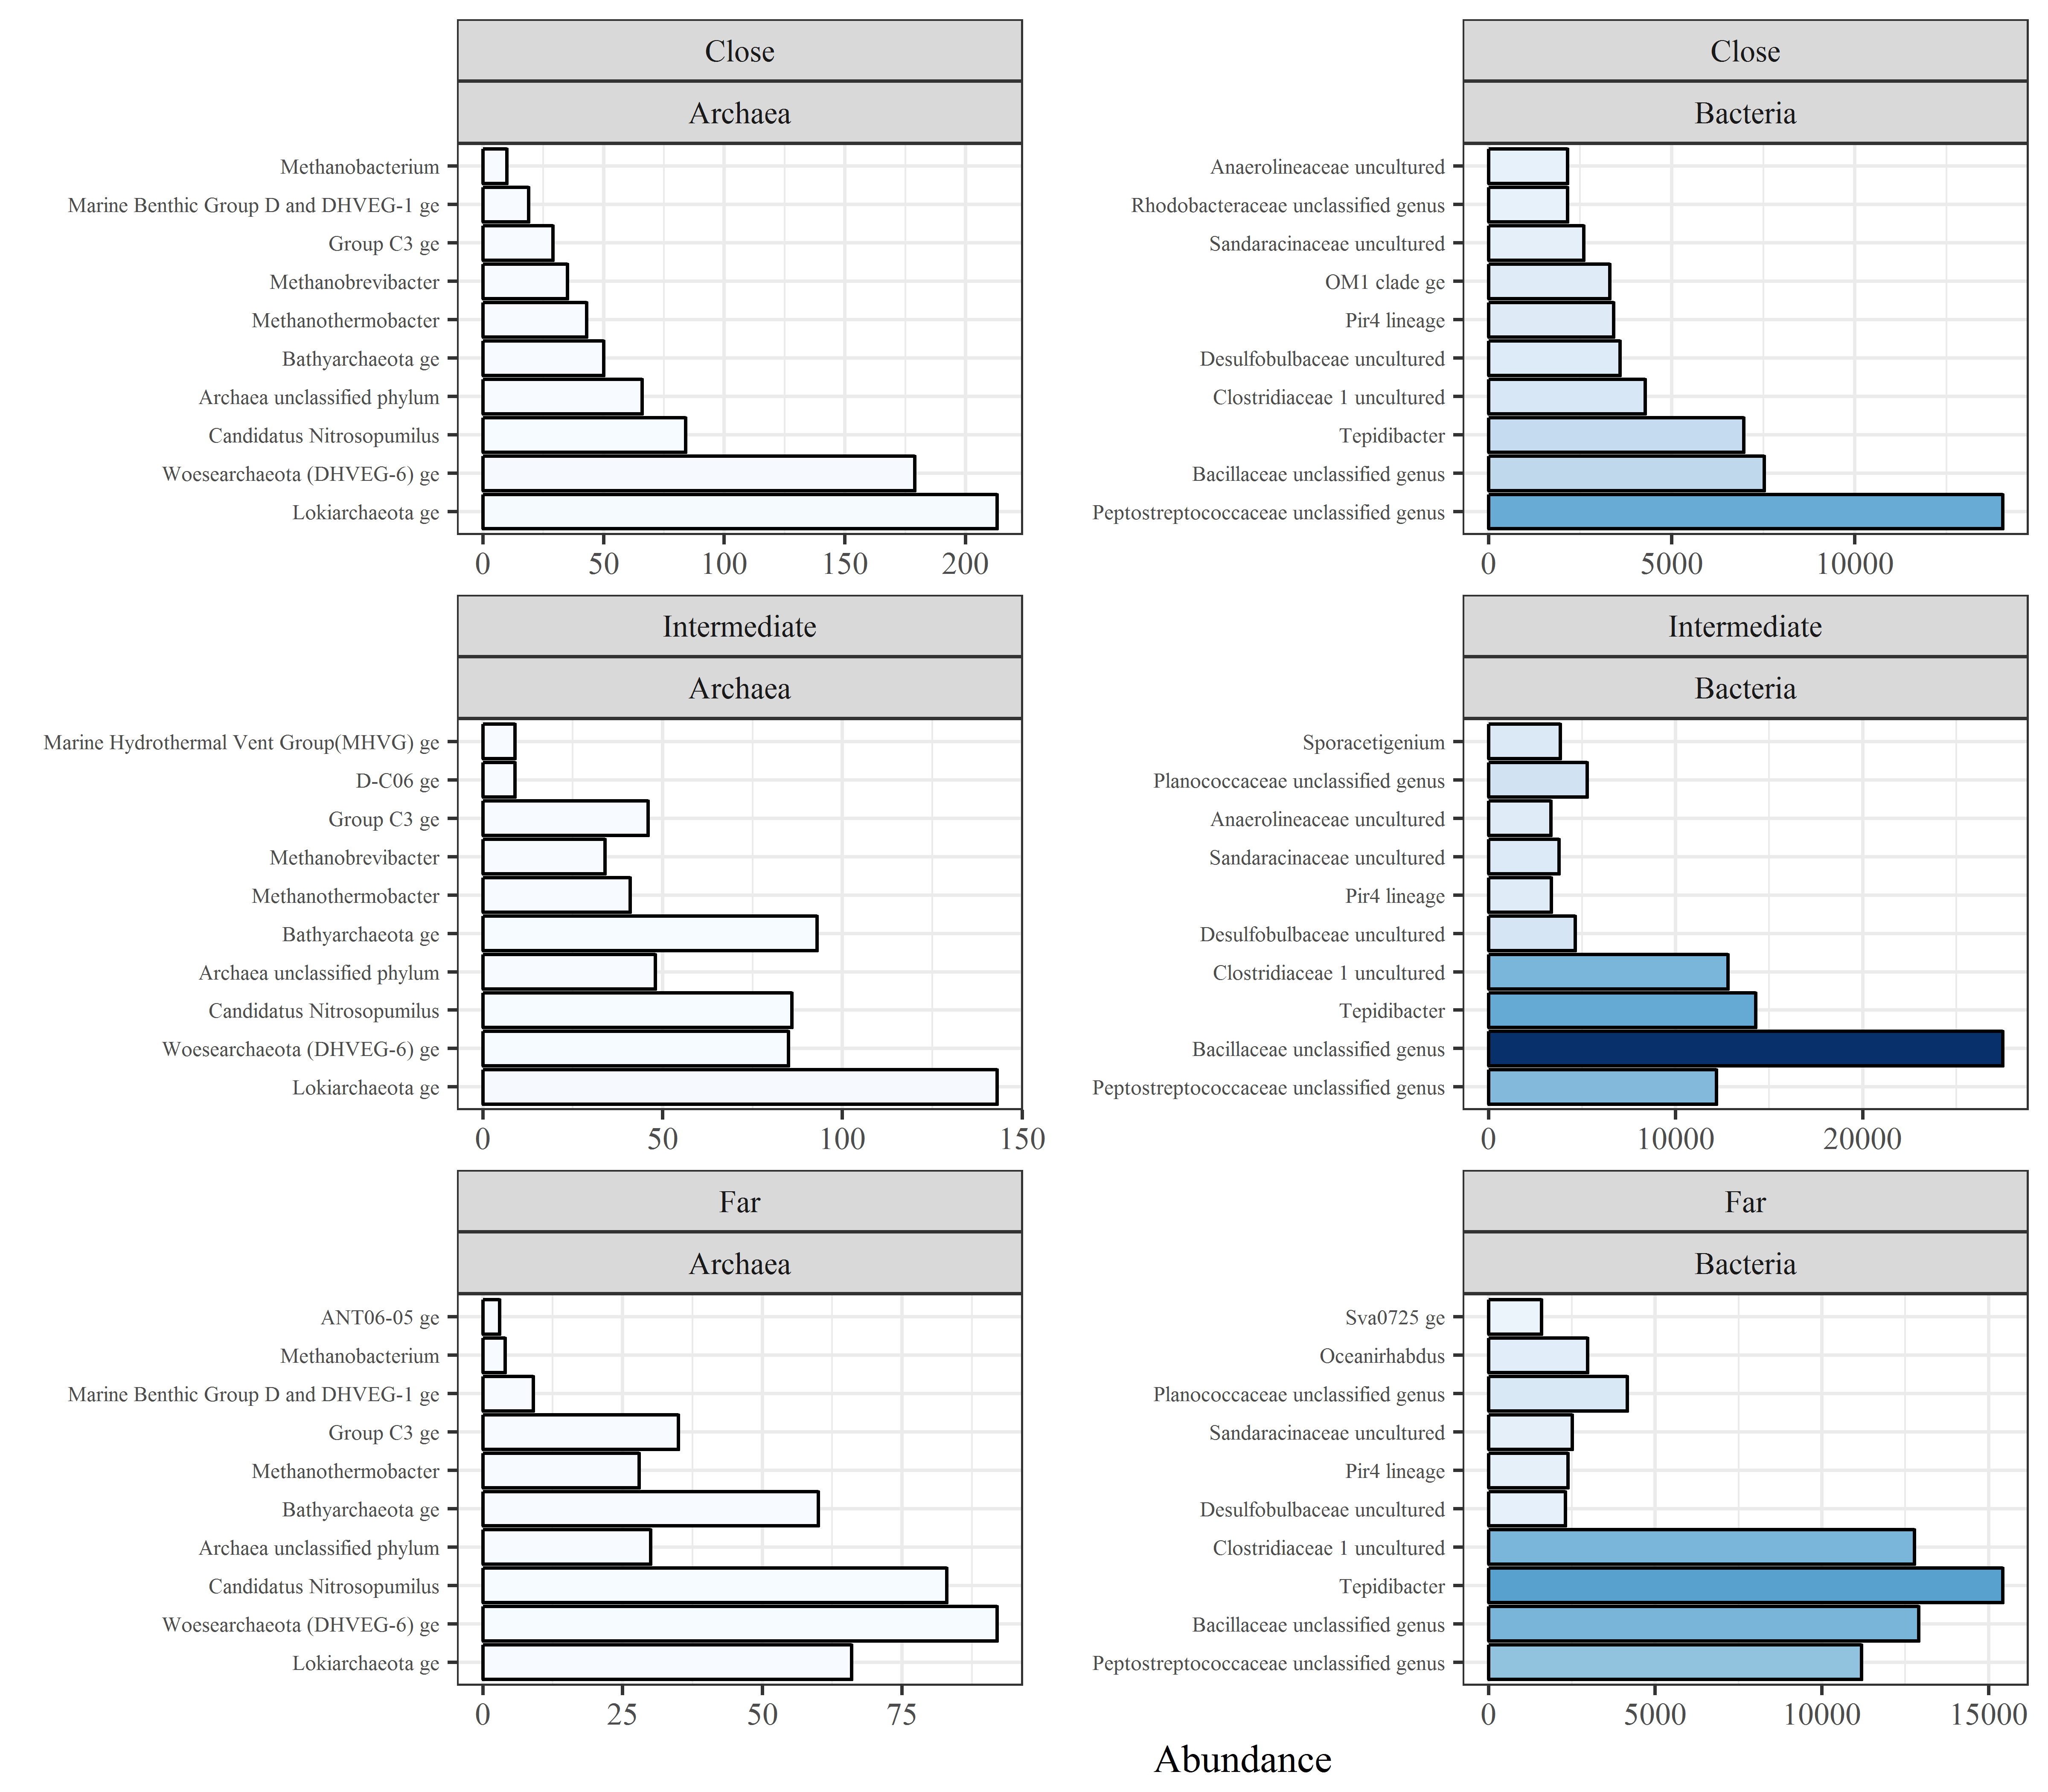 Close
Archaea
Methanobacterium
Marine Benthic Group D and DHVEG-1 ge
Group C3 ge
Methanobrevibacter
Methanothermobacter
Bathyarchaeota ge
Archaea unclassified phylum
Candidatus Nitrosopumilus
Woesearchaeota (DHVEG-6) ge
Lokiarchaeota ge
0 50 100 150 200
Close
Bacteria
Anaerolineaceae uncultured
Rhodobacteraceae unclassified genus
Sandaracinaceae uncultured
OM1 clade ge
Pir4 lineage
Desulfobulbaceae uncultured
Clostridiaceae 1 uncultured
Tepidibacter
Bacillaceae unclassified genus
Peptostreptococcaceae unclassified genus
0 5000 10000
Intermediate
Archaea
Marine Hydrothermal Vent Group(MHVG) ge
D-C06 ge
Group C3 ge
Methanobrevibacter
Methanothermobacter
Bathyarchaeota ge
Archaea unclassified phylum
Candidatus Nitrosopumilus
Woesearchaeota (DHVEG-6) ge
Lokiarchaeota ge
0 50 100 150
Intermediate
Bacteria
Sporacetigenium
Planococcaceae unclassified genus
Anaerolineaceae uncultured
Sandaracinaceae uncultured
Pir4 lineage
Desulfobulbaceae uncultured
Clostridiaceae 1 uncultured
Tepidibacter
Bacillaceae unclassified genus
Peptostreptococcaceae unclassified genus
0 10000 20000
Far
Archaea
ANT06-05 ge
Methanobacterium
Marine Benthic Group D and DHVEG-1 ge
Group C3 ge
Methanothermobacter
Bathyarchaeota ge
Archaea unclassified phylum
Candidatus Nitrosopumilus
Woesearchaeota (DHVEG-6) ge
Lokiarchaeota ge
0 25 50 75
Far
Bacteria
Sva0725 ge
Oceanirhabdus
Planococcaceae unclassified genus
Sandaracinaceae uncultured
Pir4 lineage
Desulfobulbaceae uncultured
Clostridiaceae 1 uncultured
Tepidibacter
Bacillaceae unclassified genus
Peptostreptococcaceae unclassified genus
0 5000 10000 15000
Abundance